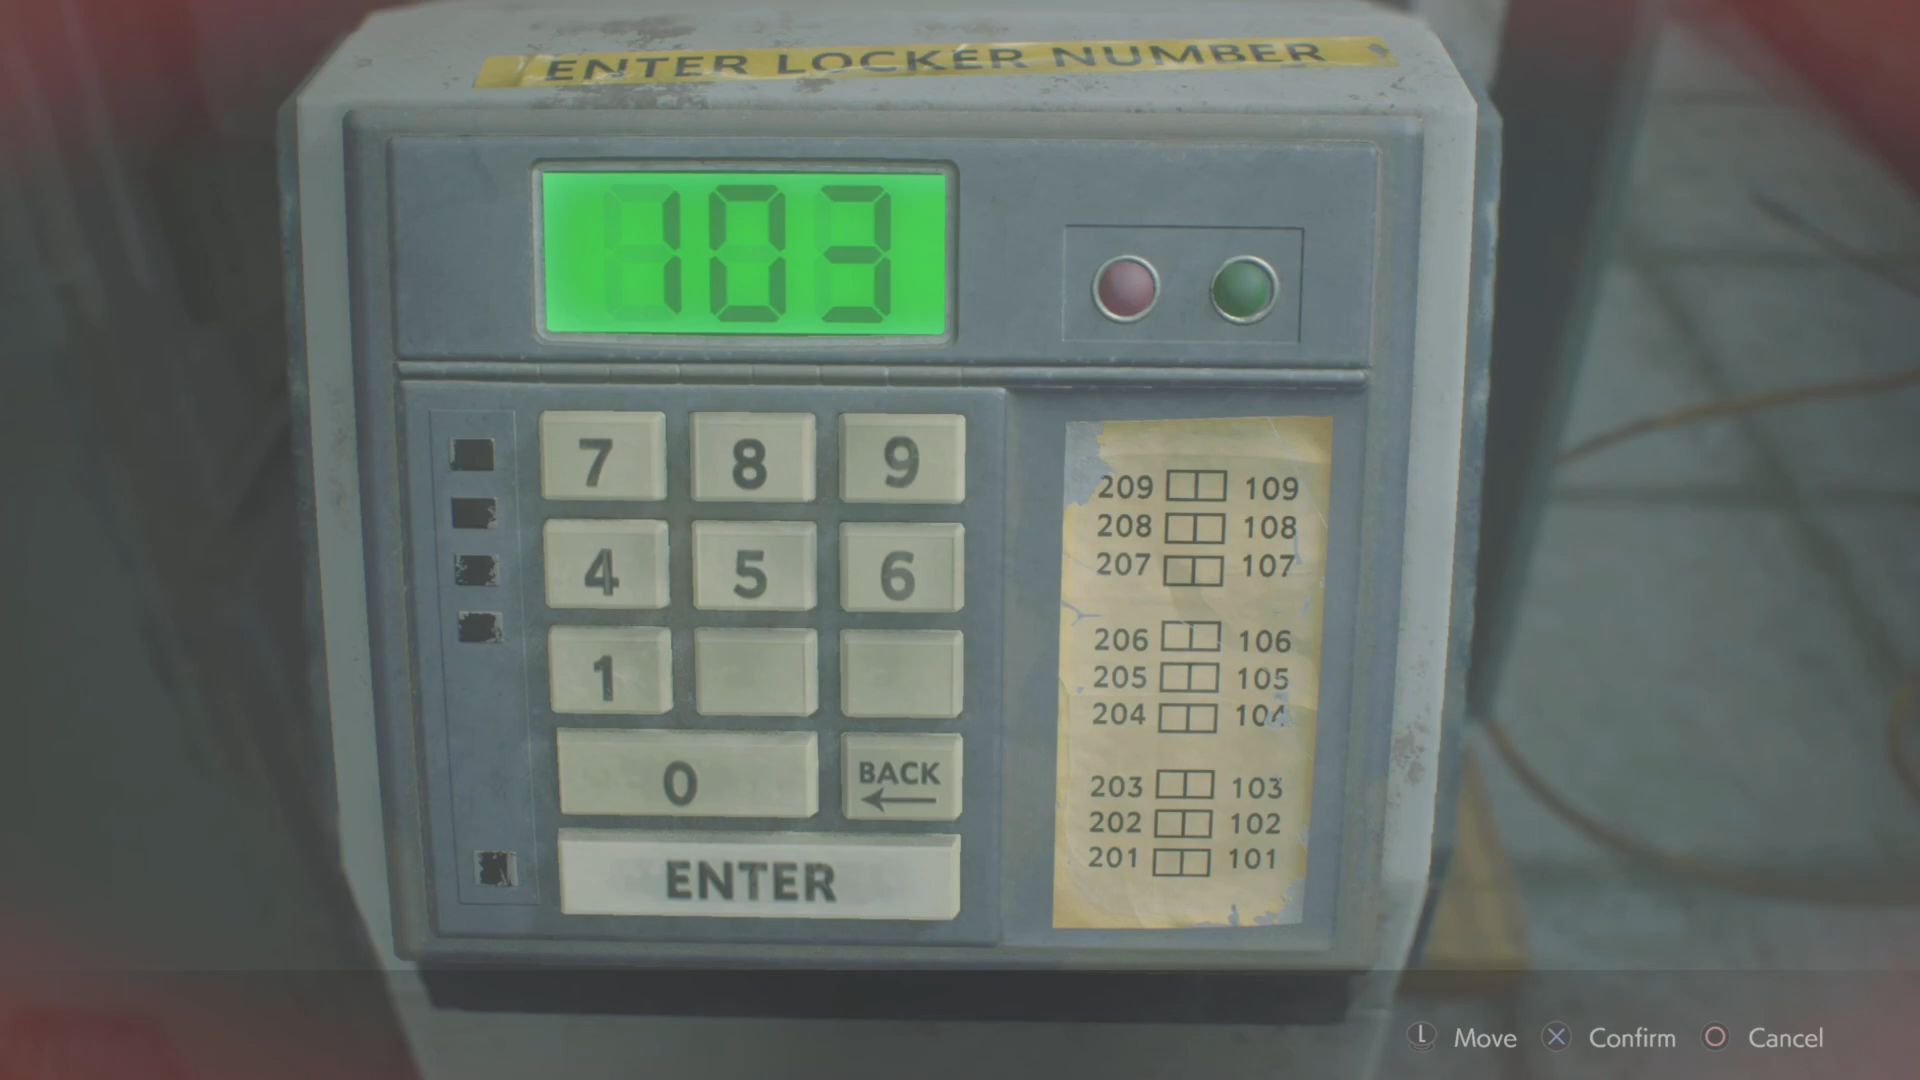 ENTER LOCKER NUMBER
103
7 8 9
4 5 6
1
0 BACK
ENTER
209 109
208 108
207 107
206 106
205 105
204 104
203 103
202 102
201 101
L Move X Confirm O Cancel